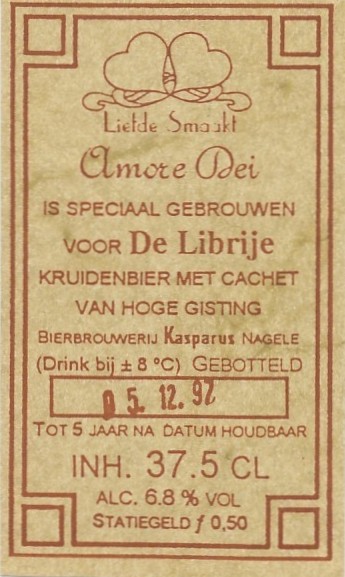 Liefde Smaakt
Amore Dei
IS SPECIAAL GEBROUWEN
VOOR De Librije
KRUIDENBIER MET CACHET
VAN HOGE GISTING
BIERBROUWERIJ Kasparus NAGELE
(Drink bij ± 8 °C) GEBOTTELD
05.12.92
TOT 5 JAAR NA DATUM HOUDBAAR
INH. 37.5 CL
ALC. 6.8 % VOL
STATIEGELD ƒ 0,50